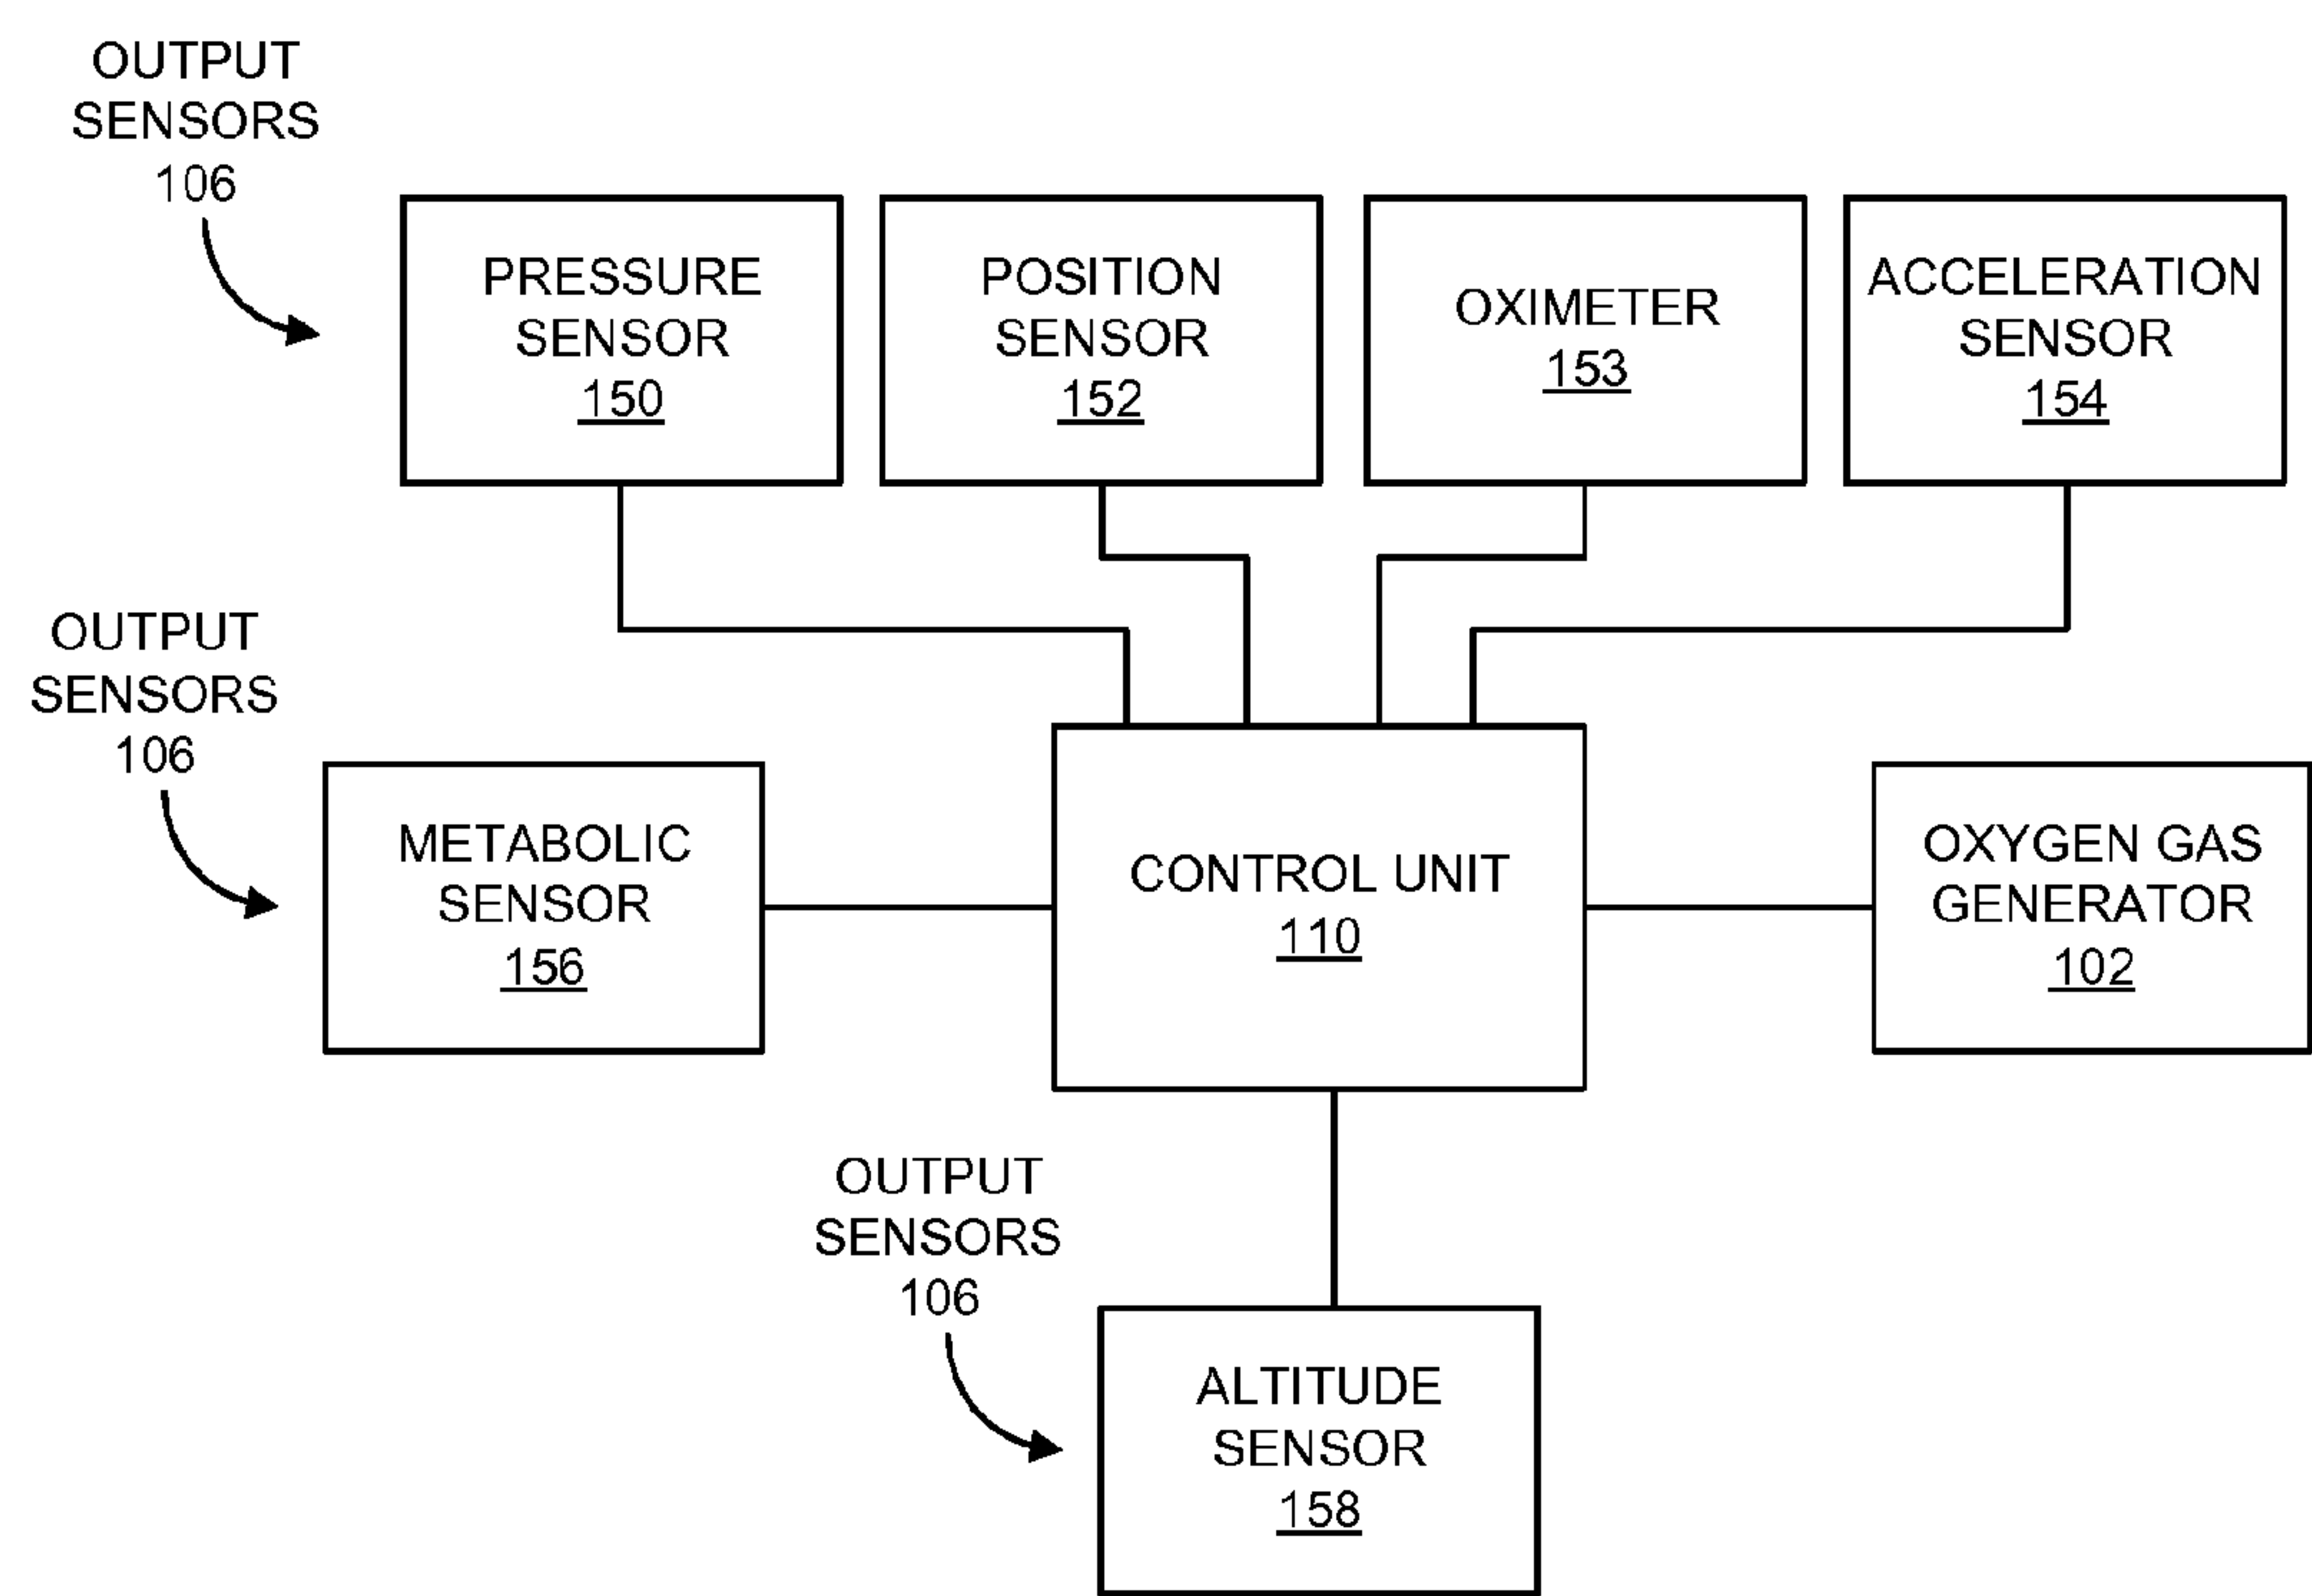 OUTPUT
SENSORS
106
PRESSURE
SENSOR
150
POSITION
SENSOR
152
OXIMETER
153
ACCELERATION
SENSOR
154
OUTPUT
SENSORS
106
METABOLIC
SENSOR
156
CONTROL UNIT
110
OXYGEN GAS
GENERATOR
102
OUTPUT
SENSORS
106
ALTITUDE
SENSOR
158